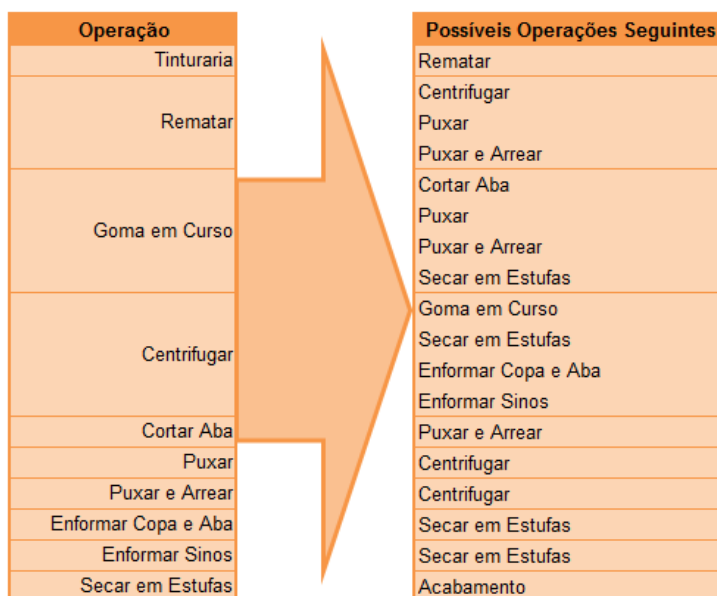 Operação
Possíveis Operações Seguintes
Tinturaria
Rematar
Rematar
Centrifugar
Puxar
Puxar e Arrear
Goma em Curso
Cortar Aba
Puxar
Puxar e Arrear
Secar em Estufas
Centrifugar
Goma em Curso
Secar em Estufas
Enformar Copa e Aba
Enformar Sinos
Cortar Aba
Puxar e Arrear
Puxar
Centrifugar
Puxar e Arrear
Centrifugar
Enformar Copa e Aba
Secar em Estufas
Enformar Sinos
Secar em Estufas
Secar em Estufas
Acabamento